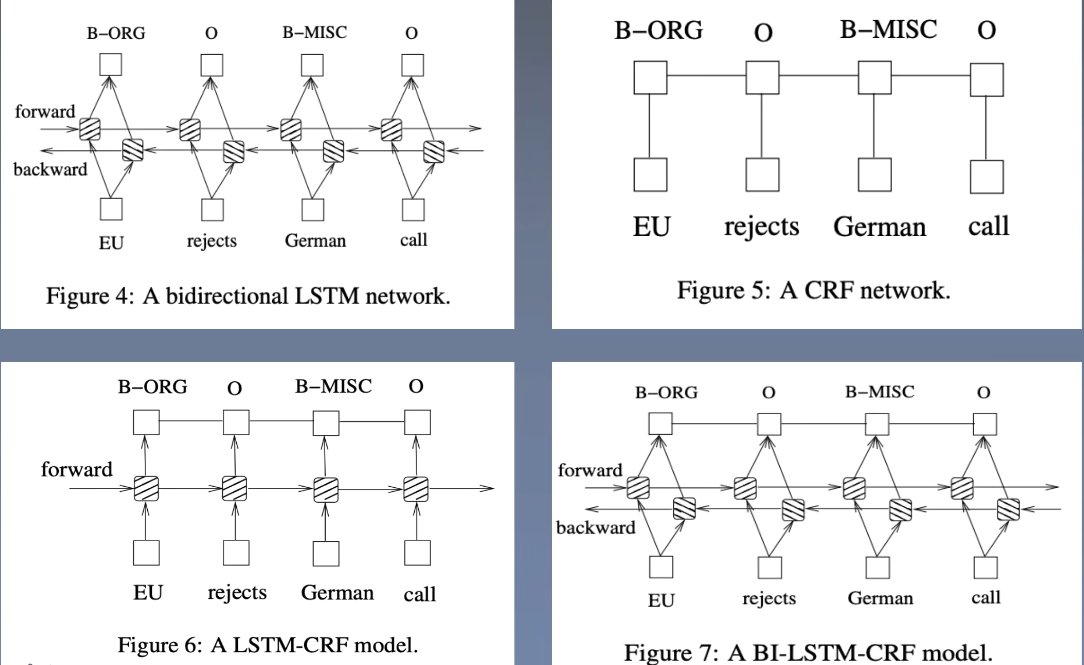 B–ORG O B–MISC O
forward
backward
EU rejects German call
Figure 4: A bidirectional LSTM network.
B–ORG O B–MISC O
EU rejects German call
Figure 5: A CRF network.
B–ORG O B–MISC O
forward
EU rejects German call
Figure 6: A LSTM-CRF model.
B–ORG O B–MISC O
forward
backward
EU rejects German call
Figure 7: A BI-LSTM-CRF model.